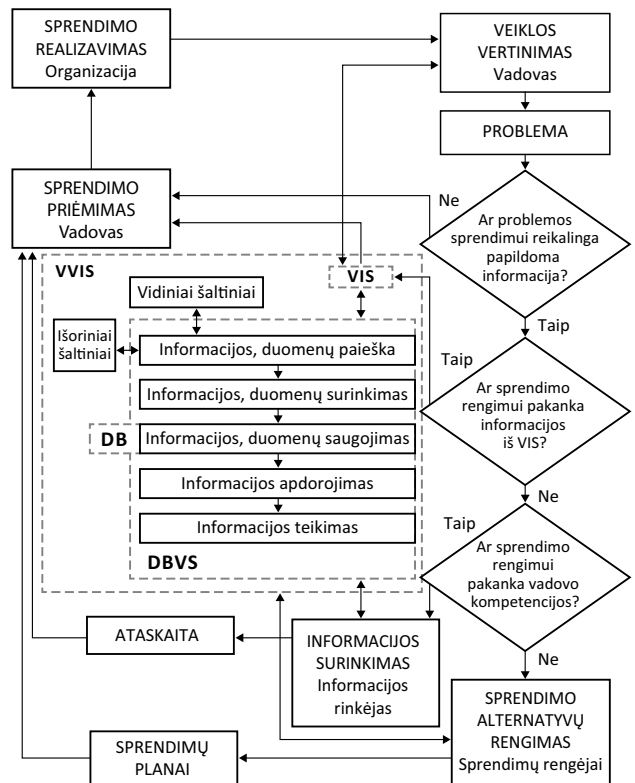 SPRENDIMO
REALIZAVIMAS
Organizacija
VEIKLOS
VERTINIMAS
Vadovas
PROBLEMA
SPRENDIMO
PRIĖMIMAS
Vadovas
Ne
Ar problemos
sprendimui reikalinga
papildoma
informacija?
Taip
VVIS
VIS
Vidiniai šaltiniai
Išoriniai
šaltiniai
Informacijos, duomenų paieška
Informacijos, duomenų surinkimas
DB
Informacijos, duomenų saugojimas
Informacijos apdorojimas
Informacijos teikimas
DBVS
Taip
Ar sprendimo
rengimui pakanka
informacijos
iš VIS?
Ne
Taip
Ar sprendimo
rengimui
pakanka vadovo
kompetencijos?
Ne
ATASKAITA
INFORMACIJOS
SURINKIMAS
Informacijos
rinkėjas
SPRENDIMŲ
PLANAI
SPRENDIMO
ALTERNATYVŲ
RENGIMAS
Sprendimų rengėjai